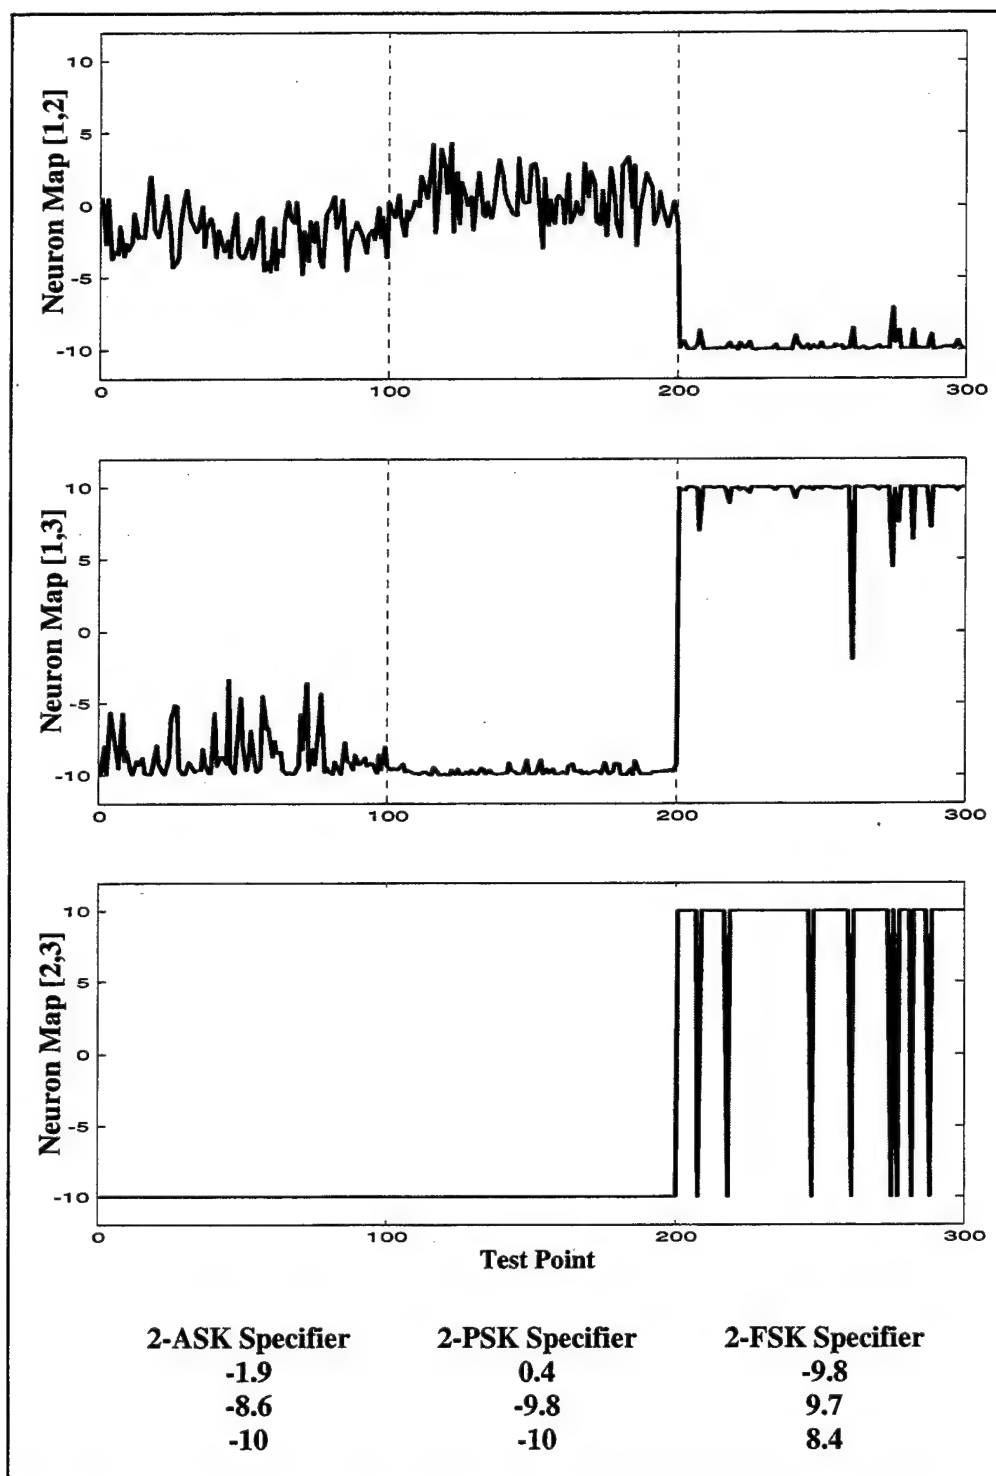 Neuron Map [1,2]
10
5
0
-5
-10
0 100 200 300
Neuron Map [1,3]
10
5
0
-5
-10
0 100 200 300
Neuron Map [2,3]
10
5
0
-5
-10
0 100 200 300
Test Point
2-ASK Specifier 2-PSK Specifier 2-FSK Specifier
-1.9 0.4 -9.8
-8.6 -9.8 9.7
-10 -10 8.4